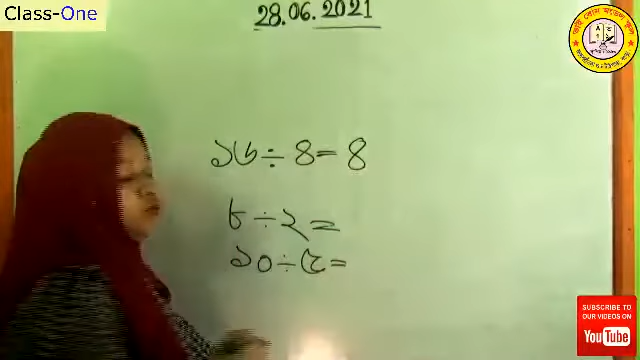 Class-One
28.06.2021
১৬ ÷ ৪ = ৪
৮ ÷ ২ =
১০ ÷ ৫ =
SUBSCRIBE TO
OUR VIDEOS ON
YouTube